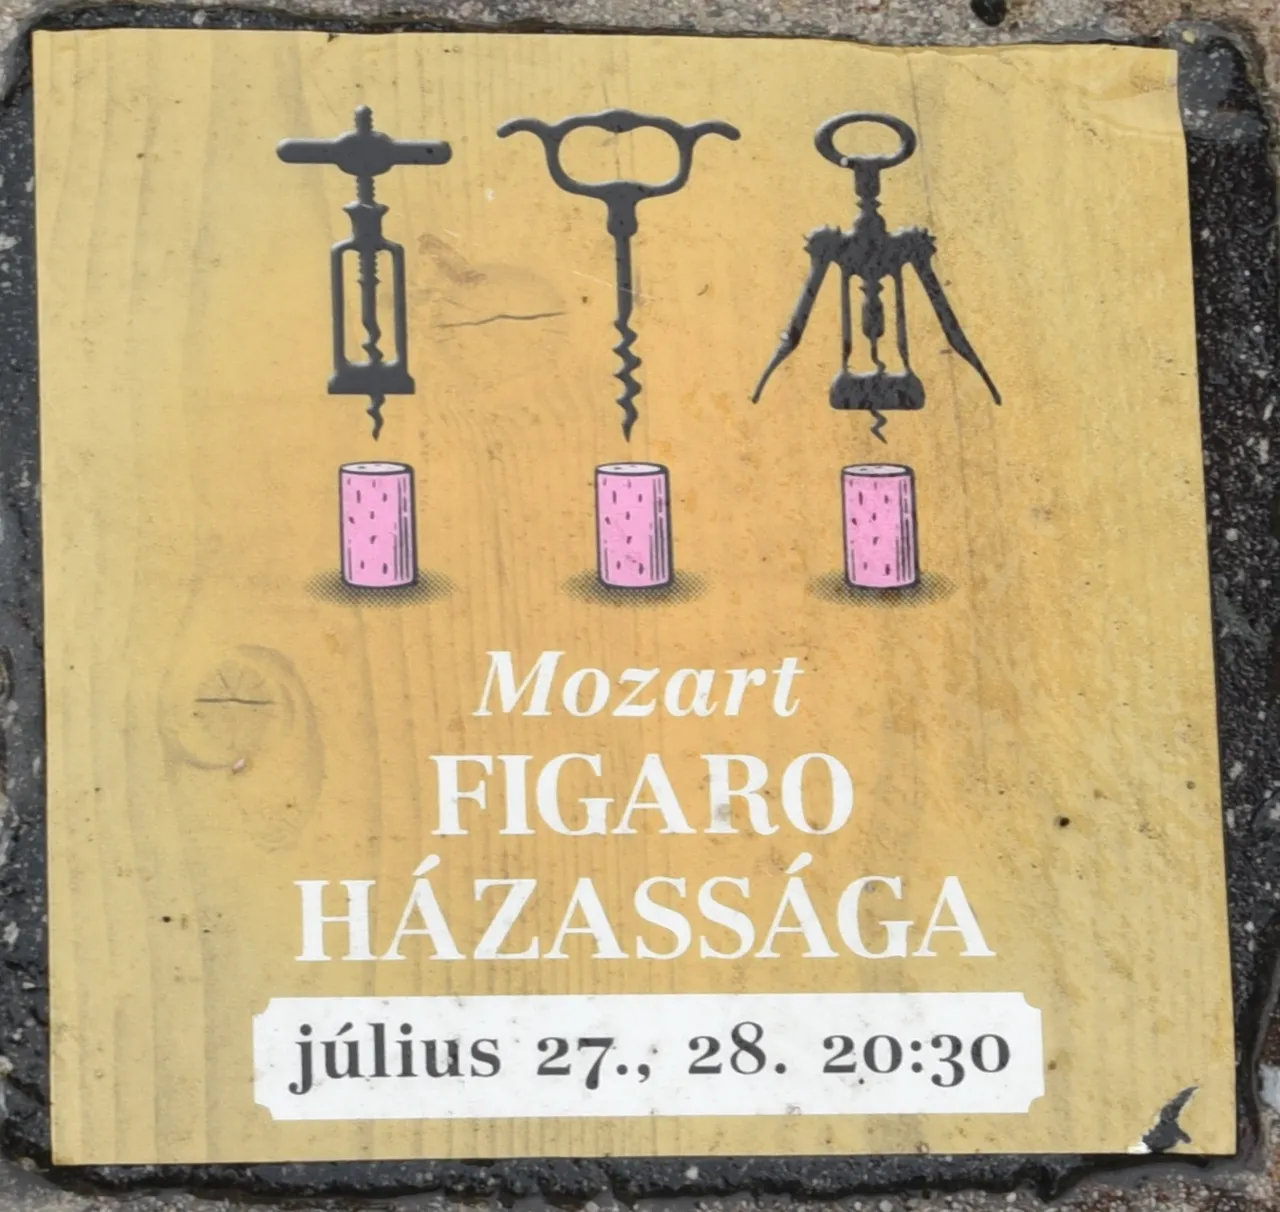 Mozart
FIGARO
HÁZASSÁGA
július 27., 28. 20:30